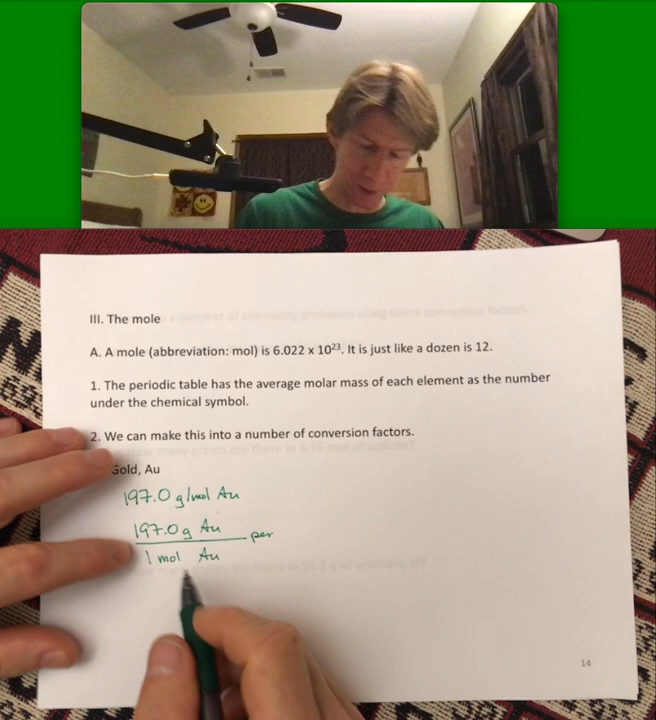 III. The mole
A. A mole (abbreviation: mol) is 6.022 x 10²³. It is just like a dozen is 12.
1. The periodic table has the average molar mass of each element as the number
under the chemical symbol.
2. We can make this into a number of conversion factors.
Gold, Au
197.0 g/mol Au
197.0 g Au
per
1 mol Au
14